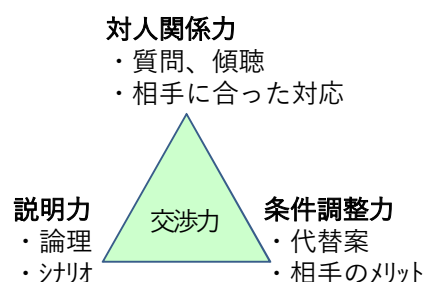 対人関係力
・質問、傾聴
・相手に合った対応
交渉力
説明力
・論理
・ｼﾅﾘｵ
条件調整力
・代替案
・相手のﾒﾘｯﾄ